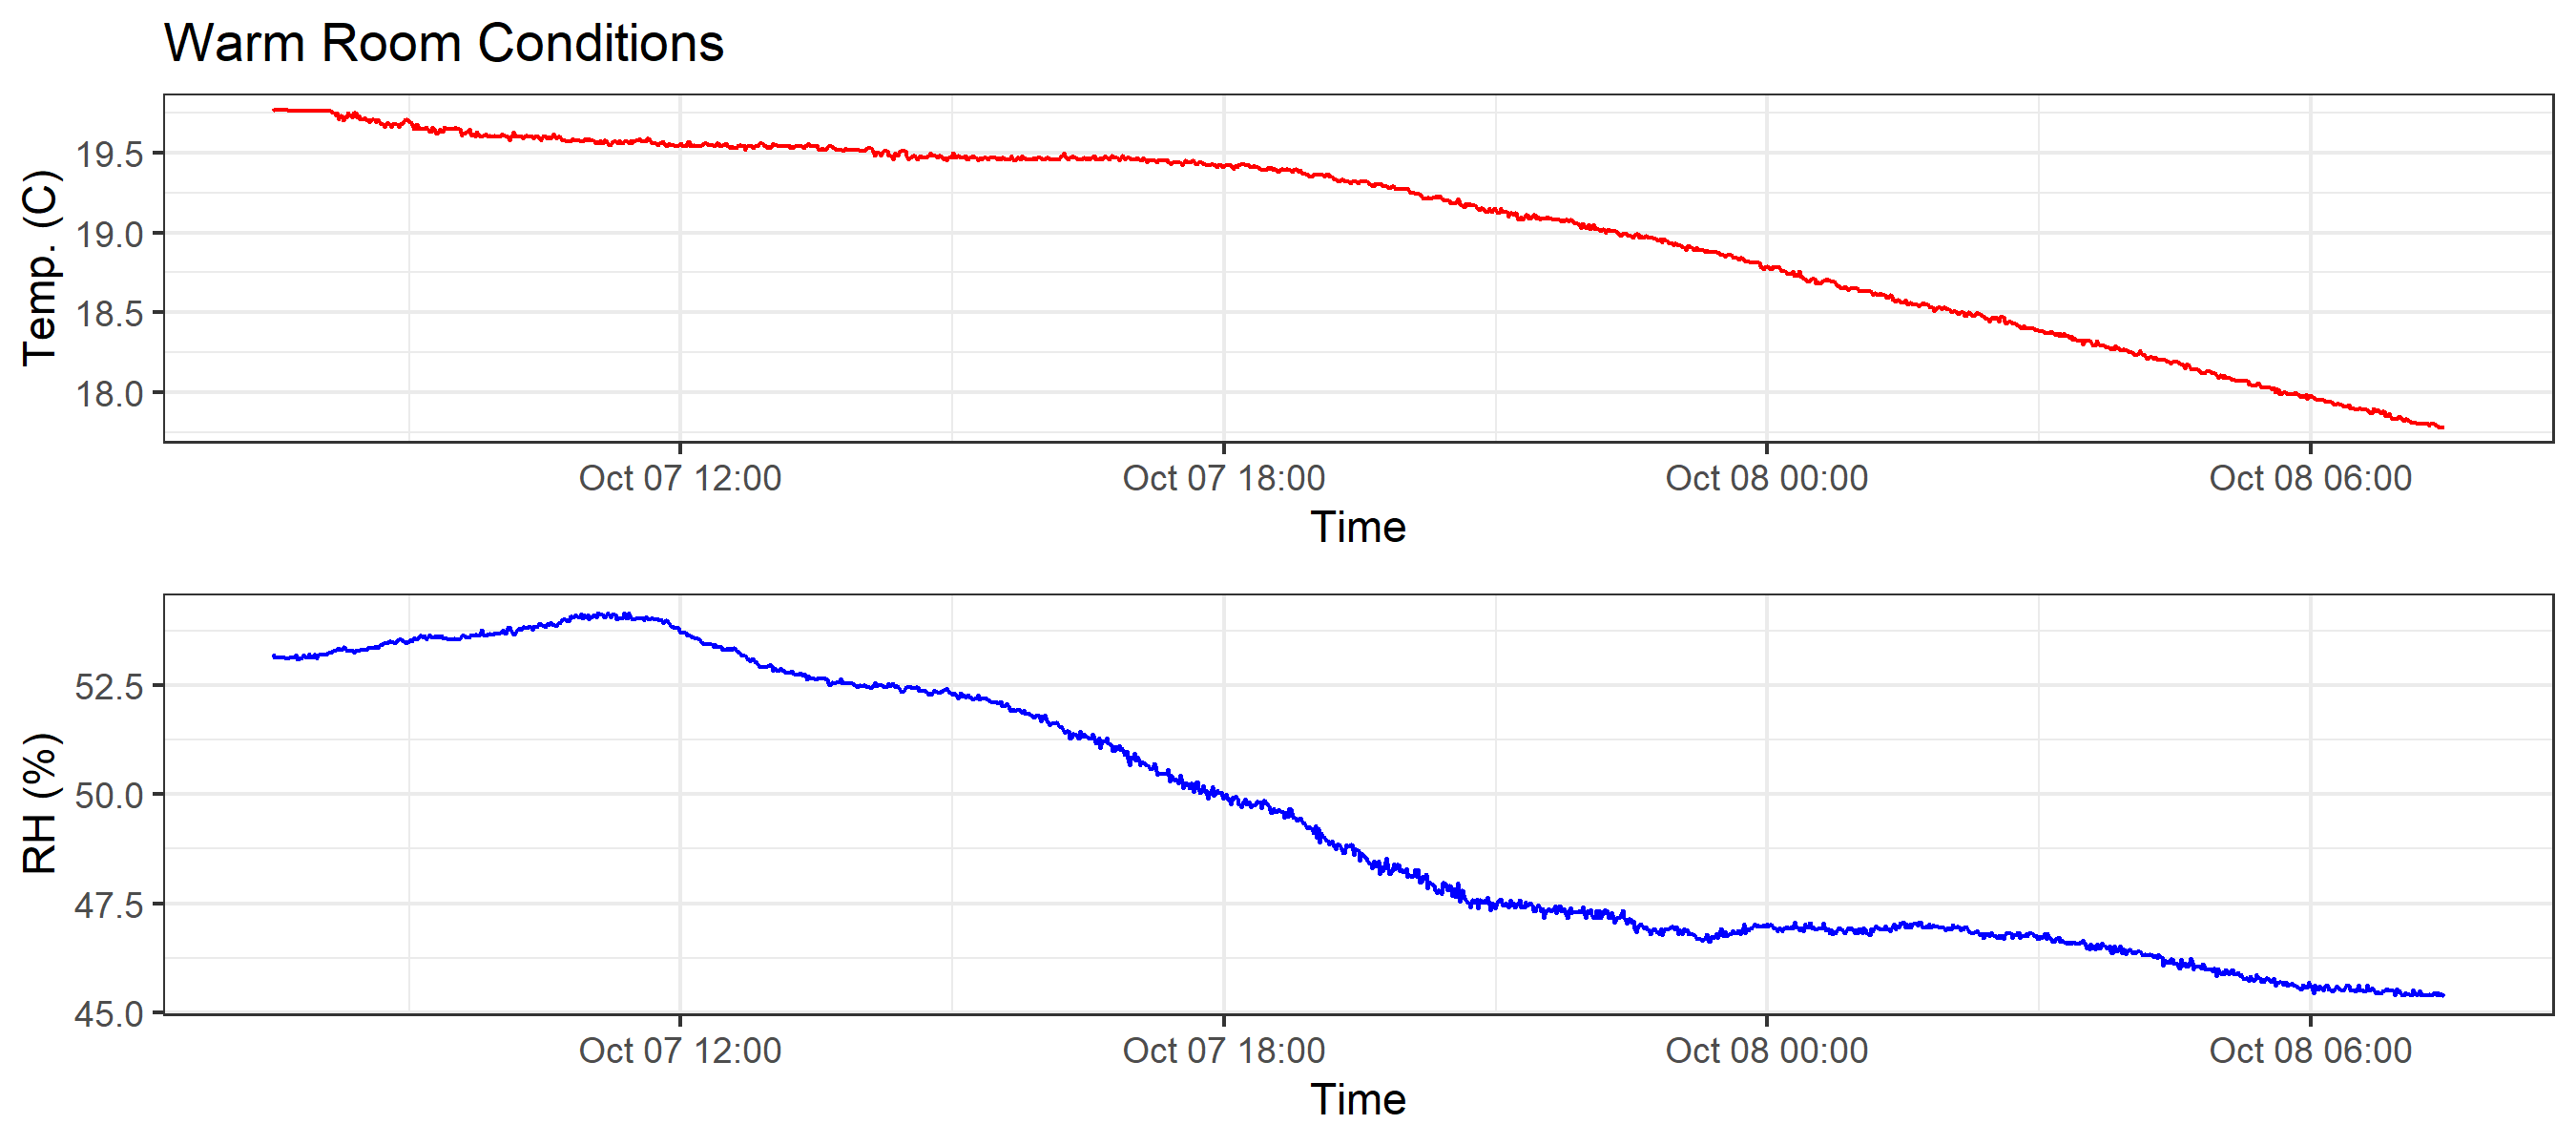 Warm Room Conditions
Temp. (C)
19.5
19.0
18.5
18.0
Oct 07 12:00 Oct 07 18:00 Oct 08 00:00 Oct 08 06:00
Time
RH (%)
52.5
50.0
47.5
45.0
Oct 07 12:00 Oct 07 18:00 Oct 08 00:00 Oct 08 06:00
Time